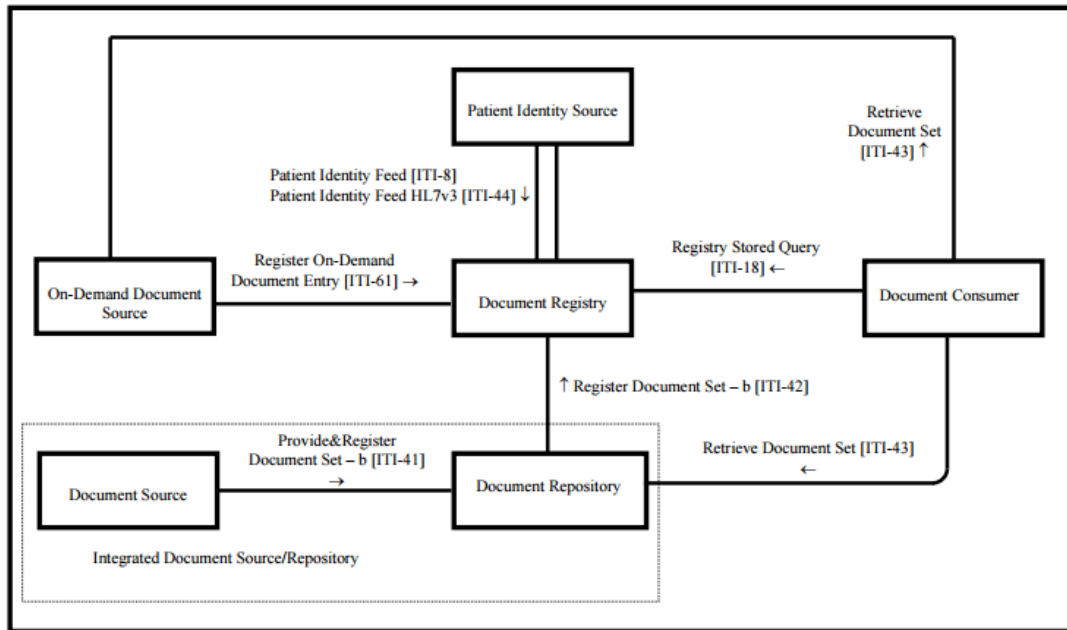 Patient Identity Source
Retrieve
Document Set
[ITI-43] ↑
Patient Identity Feed [ITI-8]
Patient Identity Feed HL7v3 [ITI-44] ↓
Register On-Demand
Document Entry [ITI-61] →
Registry Stored Query
[ITI-18] ←
On-Demand Document
Source
Document Registry
Document Consumer
↑ Register Document Set – b [ITI-42]
Provide&Register
Document Set – b [ITI-41]
→
Retrieve Document Set [ITI-43]
←
Document Source
Document Repository
Integrated Document Source/Repository